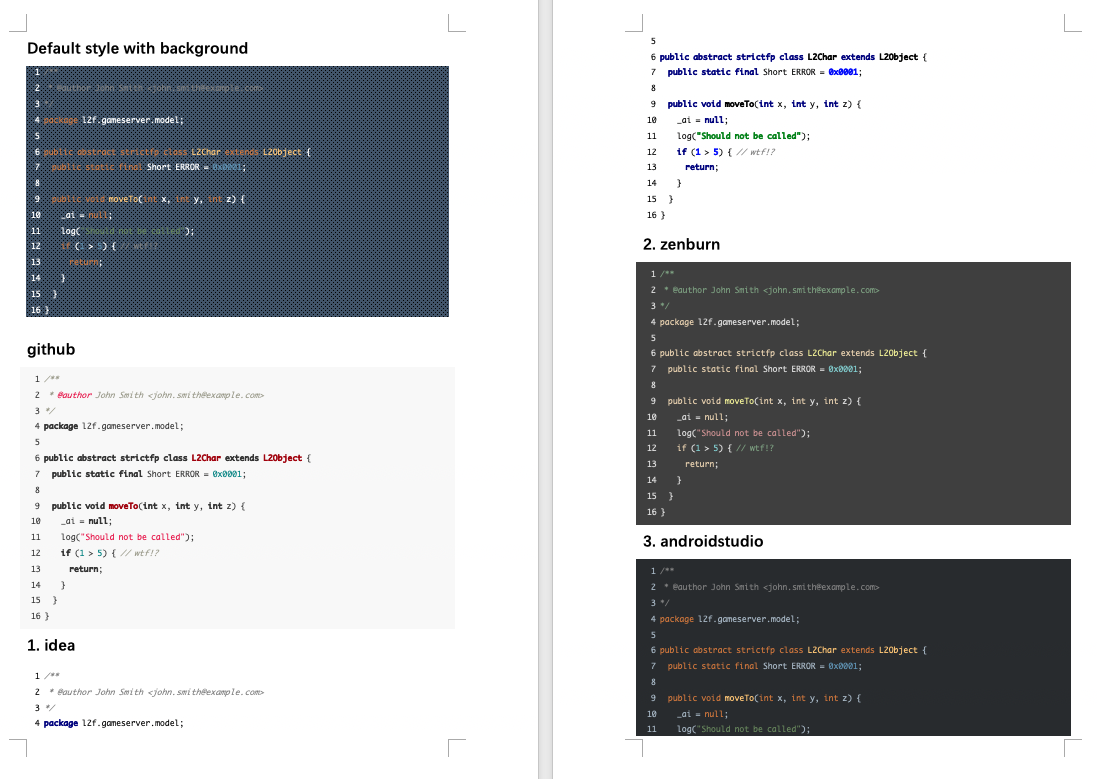 Default style with background
1 /**
2  * @author John Smith <john.smith@example.com>
3 */
4 package l2f.gameserver.model;
5
6 public abstract strictfp class L2Char extends L2Object {
7  public static final Short ERROR = 0x0001;
8
9  public void moveTo(int x, int y, int z) {
10    _ai = null;
11    log("Should not be called");
12    if (1 > 5) { // wtf!?
13      return;
14    }
15  }
16 }
github
1 /**
2  * @author John Smith <john.smith@example.com>
3 */
4 package l2f.gameserver.model;
5
6 public abstract strictfp class L2Char extends L2Object {
7  public static final Short ERROR = 0x0001;
8
9  public void moveTo(int x, int y, int z) {
10    _ai = null;
11    log("Should not be called");
12    if (1 > 5) { // wtf!?
13      return;
14    }
15  }
16 }
1. idea
1 /**
2  * @author John Smith <john.smith@example.com>
3 */
4 package l2f.gameserver.model;
5
6 public abstract strictfp class L2Char extends L2Object {
7  public static final Short ERROR = 0x0001;
8
9  public void moveTo(int x, int y, int z) {
10    _ai = null;
11    log("Should not be called");
12    if (1 > 5) { // wtf!?
13      return;
14    }
15  }
16 }
2. zenburn
1 /**
2  * @author John Smith <john.smith@example.com>
3 */
4 package l2f.gameserver.model;
5
6 public abstract strictfp class L2Char extends L2Object {
7  public static final Short ERROR = 0x0001;
8
9  public void moveTo(int x, int y, int z) {
10    _ai = null;
11    log("Should not be called");
12    if (1 > 5) { // wtf!?
13      return;
14    }
15  }
16 }
3. androidstudio
1 /**
2  * @author John Smith <john.smith@example.com>
3 */
4 package l2f.gameserver.model;
5
6 public abstract strictfp class L2Char extends L2Object {
7  public static final Short ERROR = 0x0001;
8
9  public void moveTo(int x, int y, int z) {
10    _ai = null;
11    log("Should not be called");